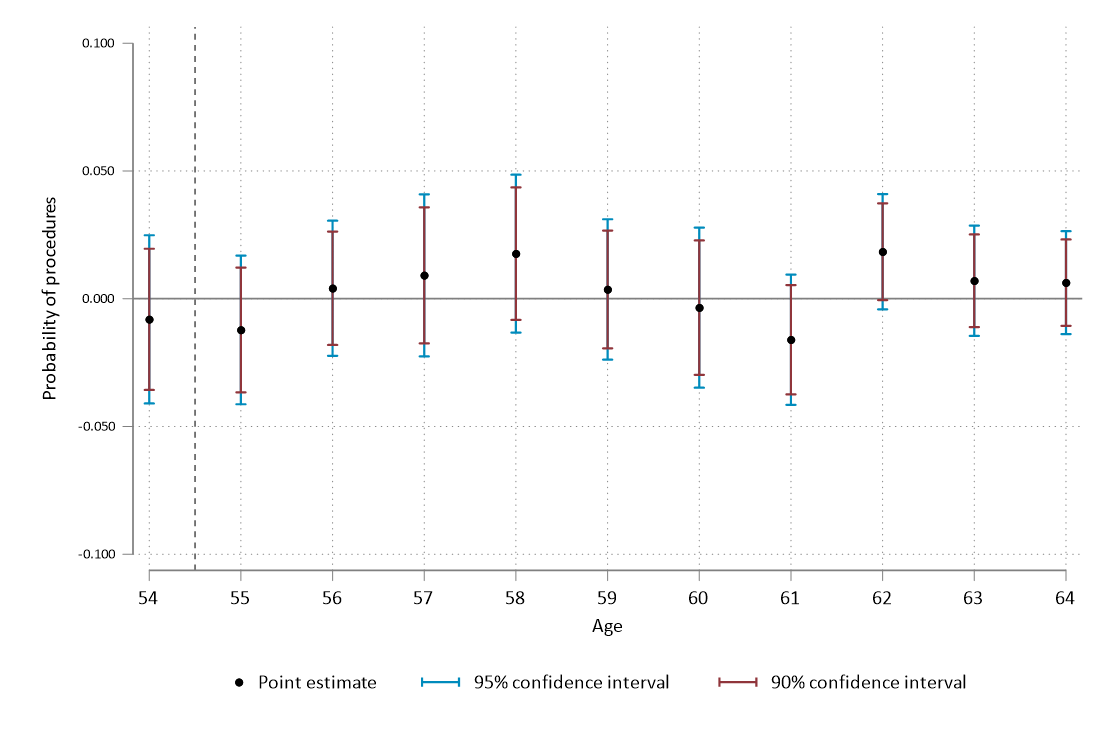 0.100
0.050
0.000
-0.050
-0.100
Probability of procedures
54 55 56 57 58 59 60 61 62 63 64
Age
Point estimate 95% confidence interval 90% confidence interval